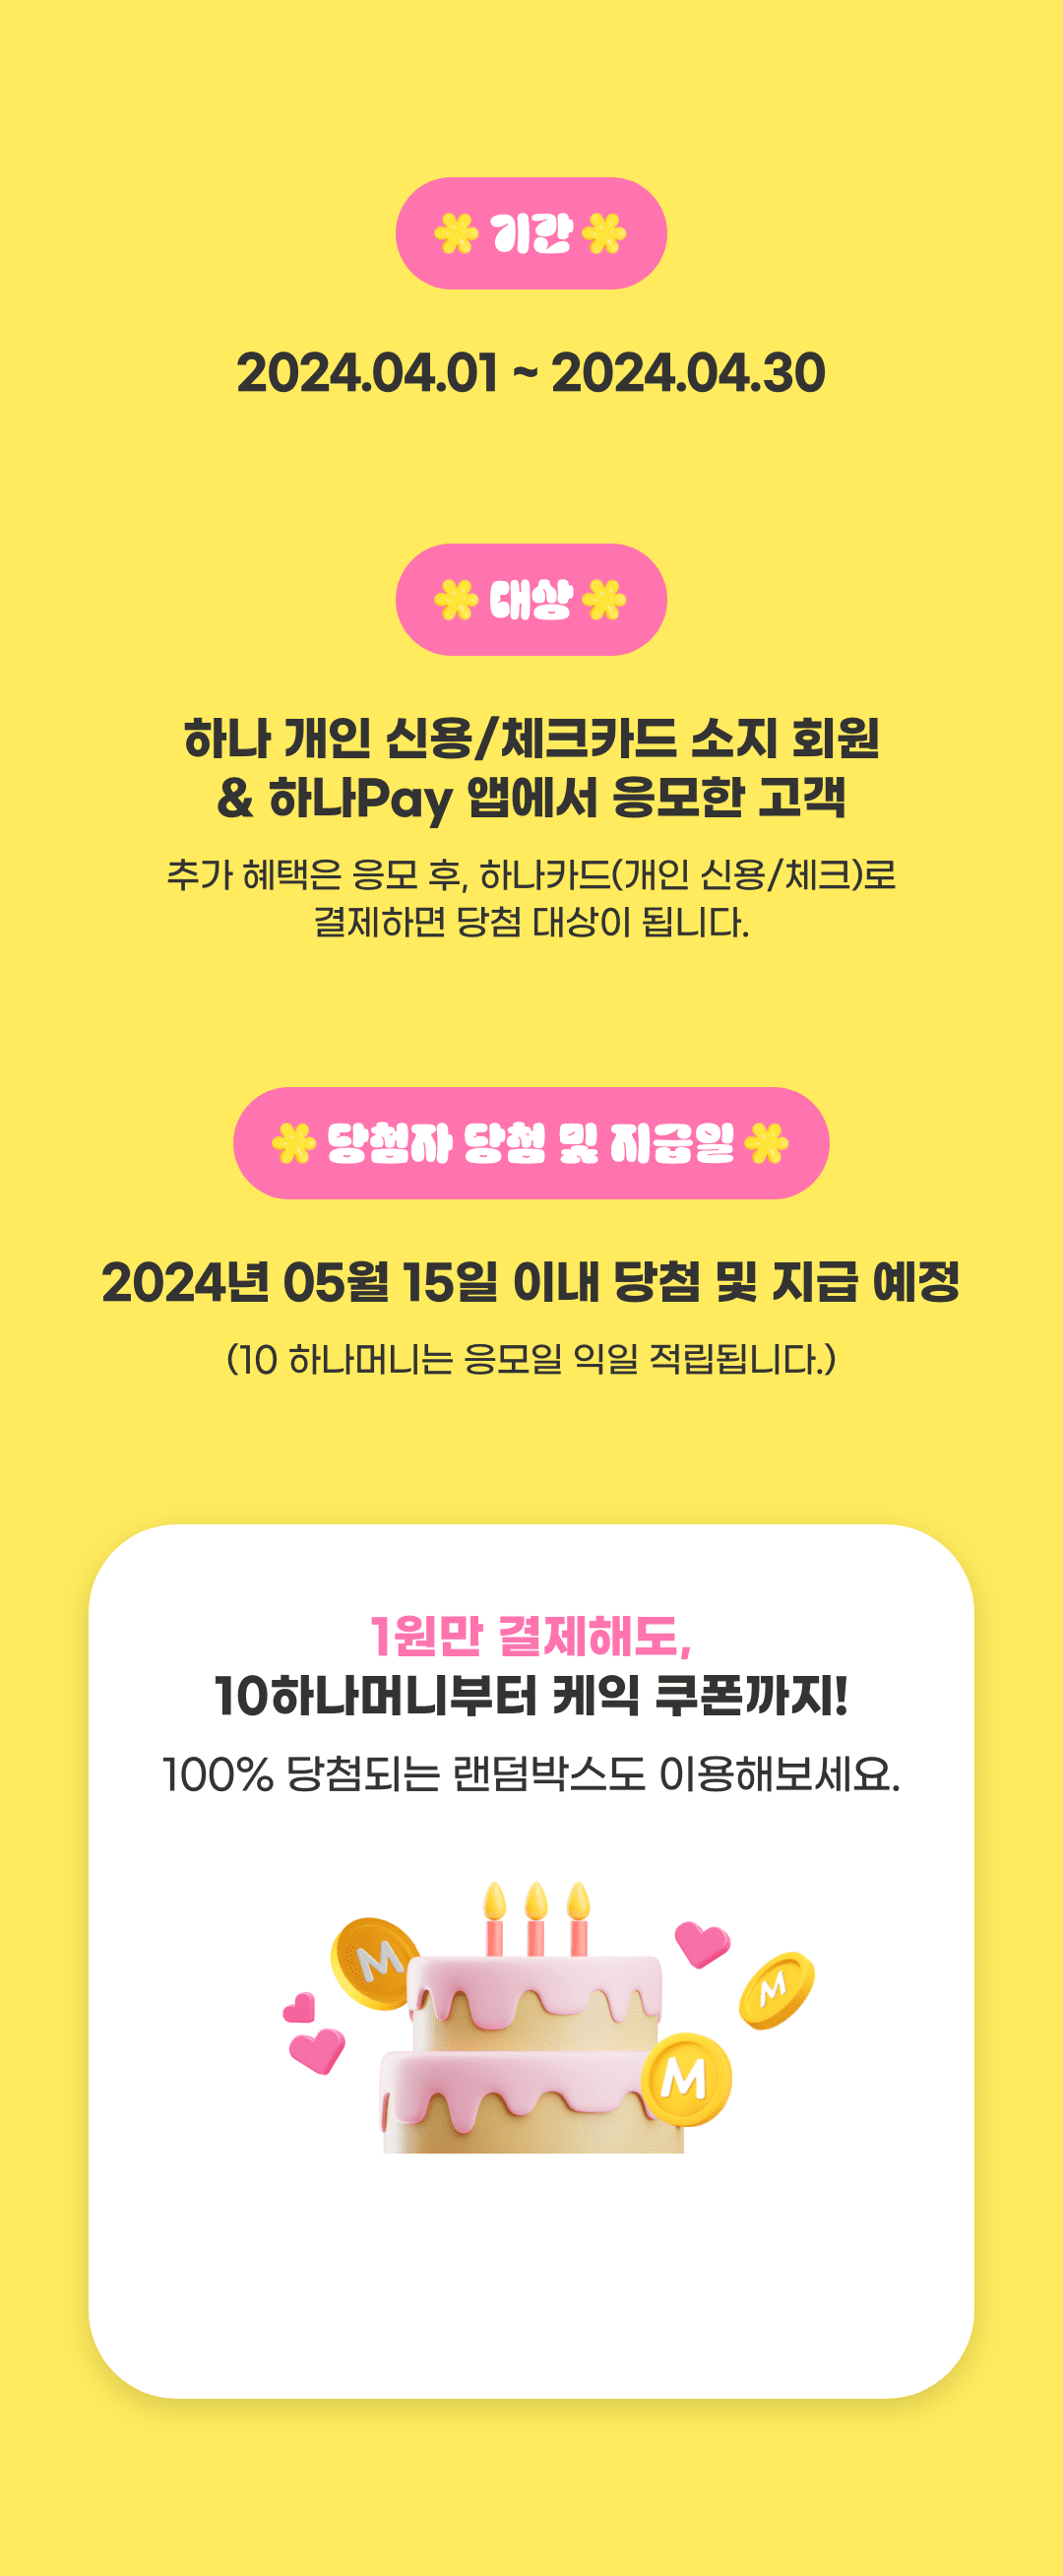 기간
2024.04.01 ~ 2024.04.30
대상
하나 개인 신용/체크카드 소지 회원
& 하나Pay 앱에서 응모한 고객
추가 혜택은 응모 후, 하나카드(개인 신용/체크)로
결제하면 당첨 대상이 됩니다.
당첨자 당첨 및 지급일
2024년 05월 15일 이내 당첨 및 지급 예정
(10 하나머니는 응모일 익일 적립됩니다.)
1원만 결제해도,
10하나머니부터 케익 쿠폰까지!
100% 당첨되는 랜덤박스도 이용해보세요.
M
M
M